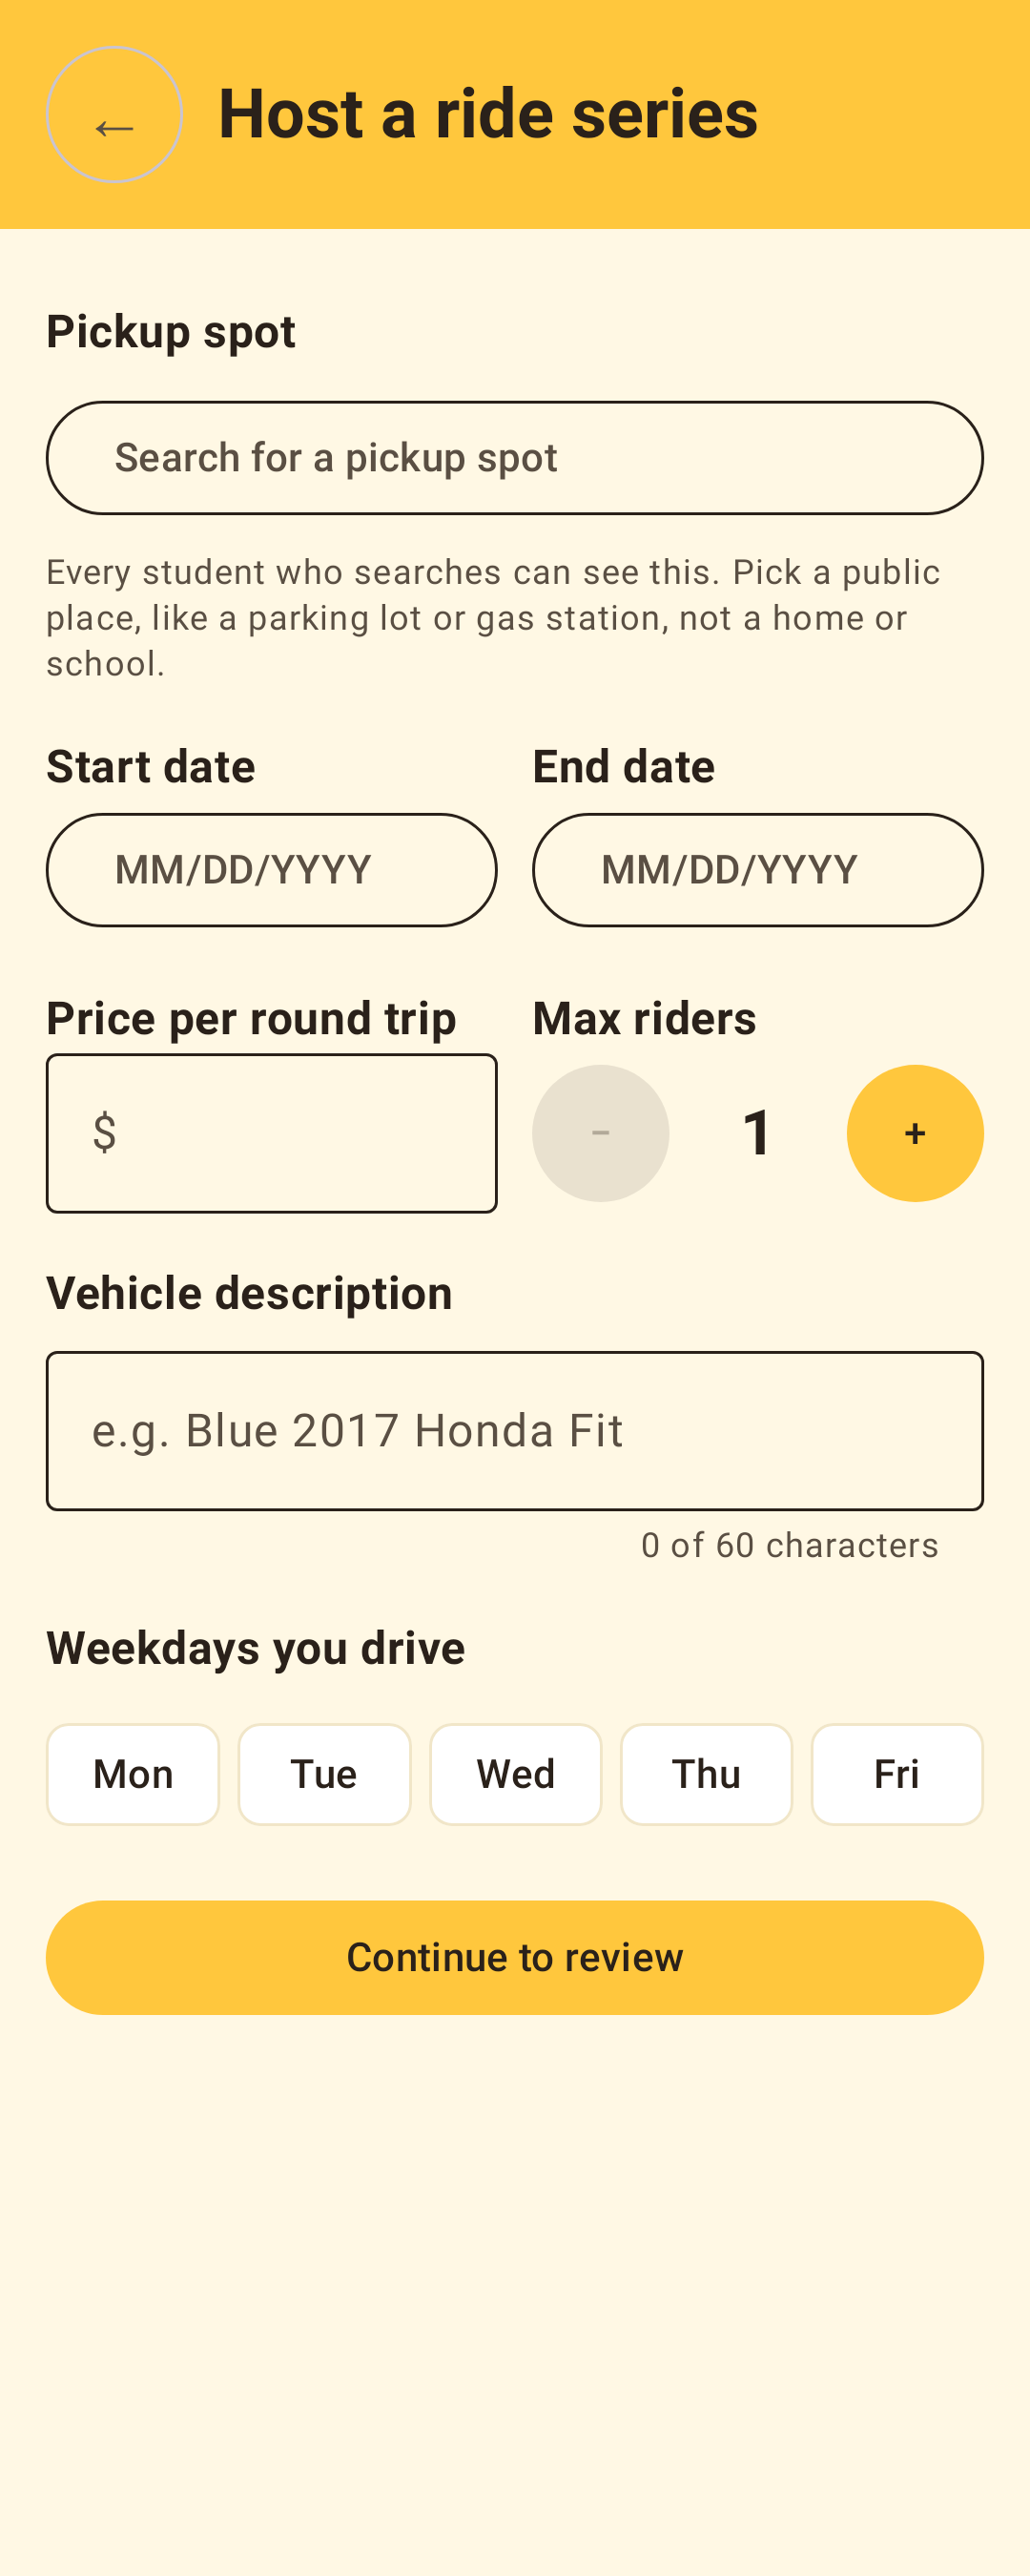 ← Host a ride series
Pickup spot
Search for a pickup spot
Every student who searches can see this. Pick a public
place, like a parking lot or gas station, not a home or
school.
Start date
End date
MM/DD/YYYY
MM/DD/YYYY
Price per round trip
Max riders
$
− 1 +
Vehicle description
e.g. Blue 2017 Honda Fit
0 of 60 characters
Weekdays you drive
Mon Tue Wed Thu Fri
Continue to review